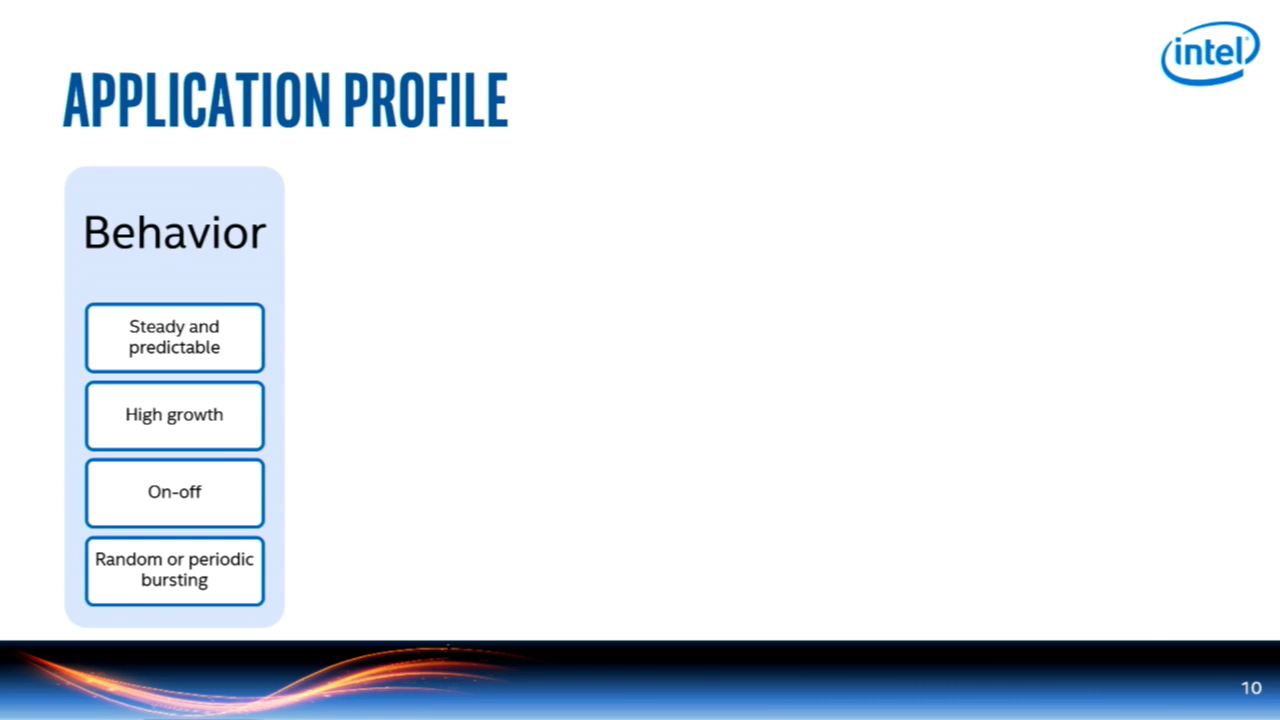 intel
APPLICATION PROFILE
Behavior
Steady and
predictable
High growth
On-off
Random or periodic
bursting
10